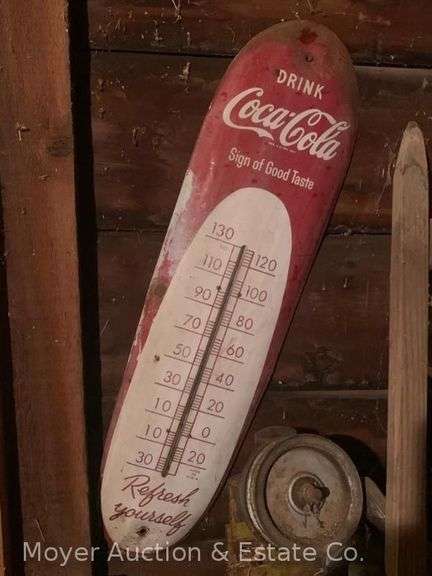 DRINK
Coca-Cola
Sign of Good Taste
130
120
110
100
90
80
70
60
50
40
30
20
10
0
10
20
30
Refresh
yourself
Moyer Auction & Estate Co.